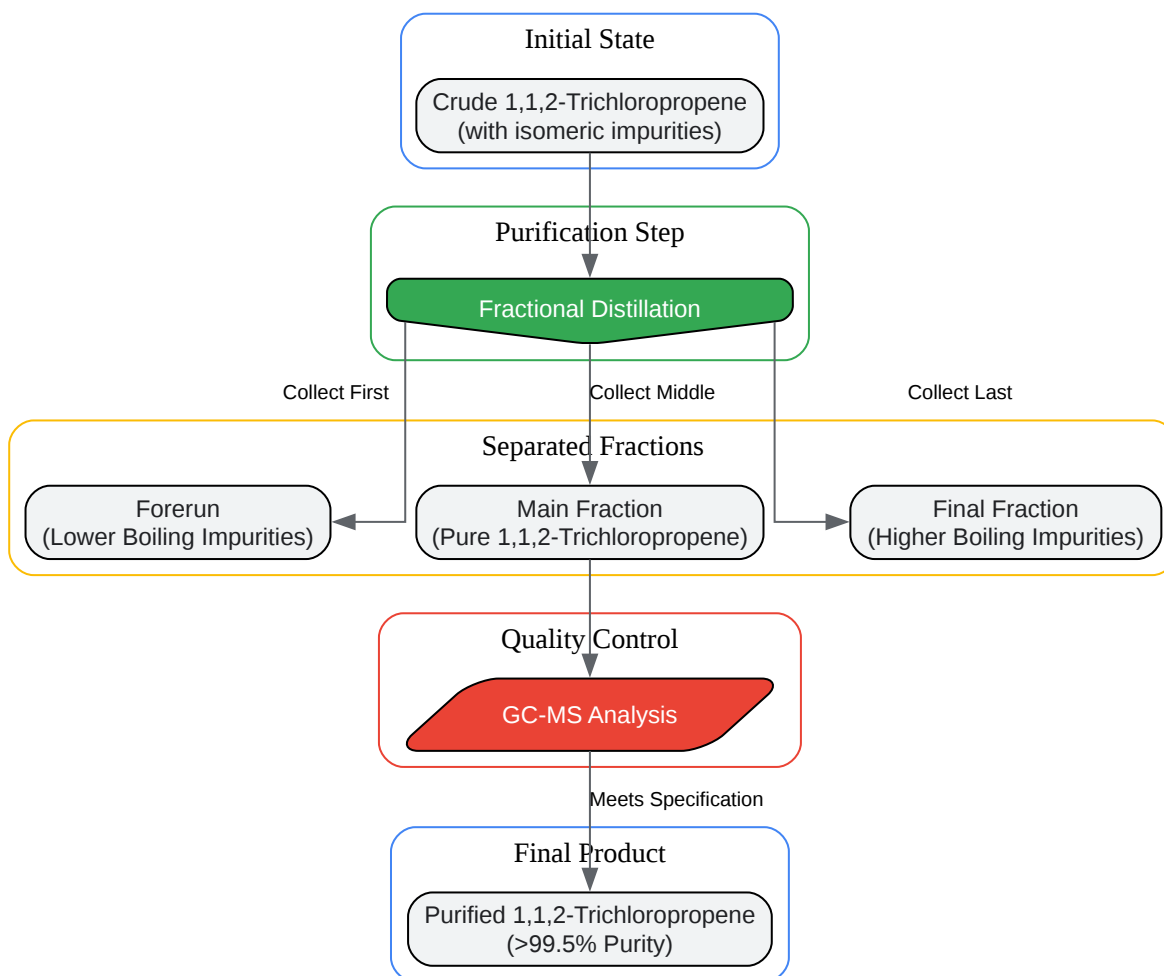 Initial State
Crude 1,1,2-Trichloropropene
(with isomeric impurities)
Purification Step
Fractional Distillation
Collect First
Collect Middle
Collect Last
Separated Fractions
Forerun
(Lower Boiling Impurities)
Main Fraction
(Pure 1,1,2-Trichloropropene)
Final Fraction
(Higher Boiling Impurities)
Quality Control
GC-MS Analysis
Meets Specification
Final Product
Purified 1,1,2-Trichloropropene
(>99.5% Purity)